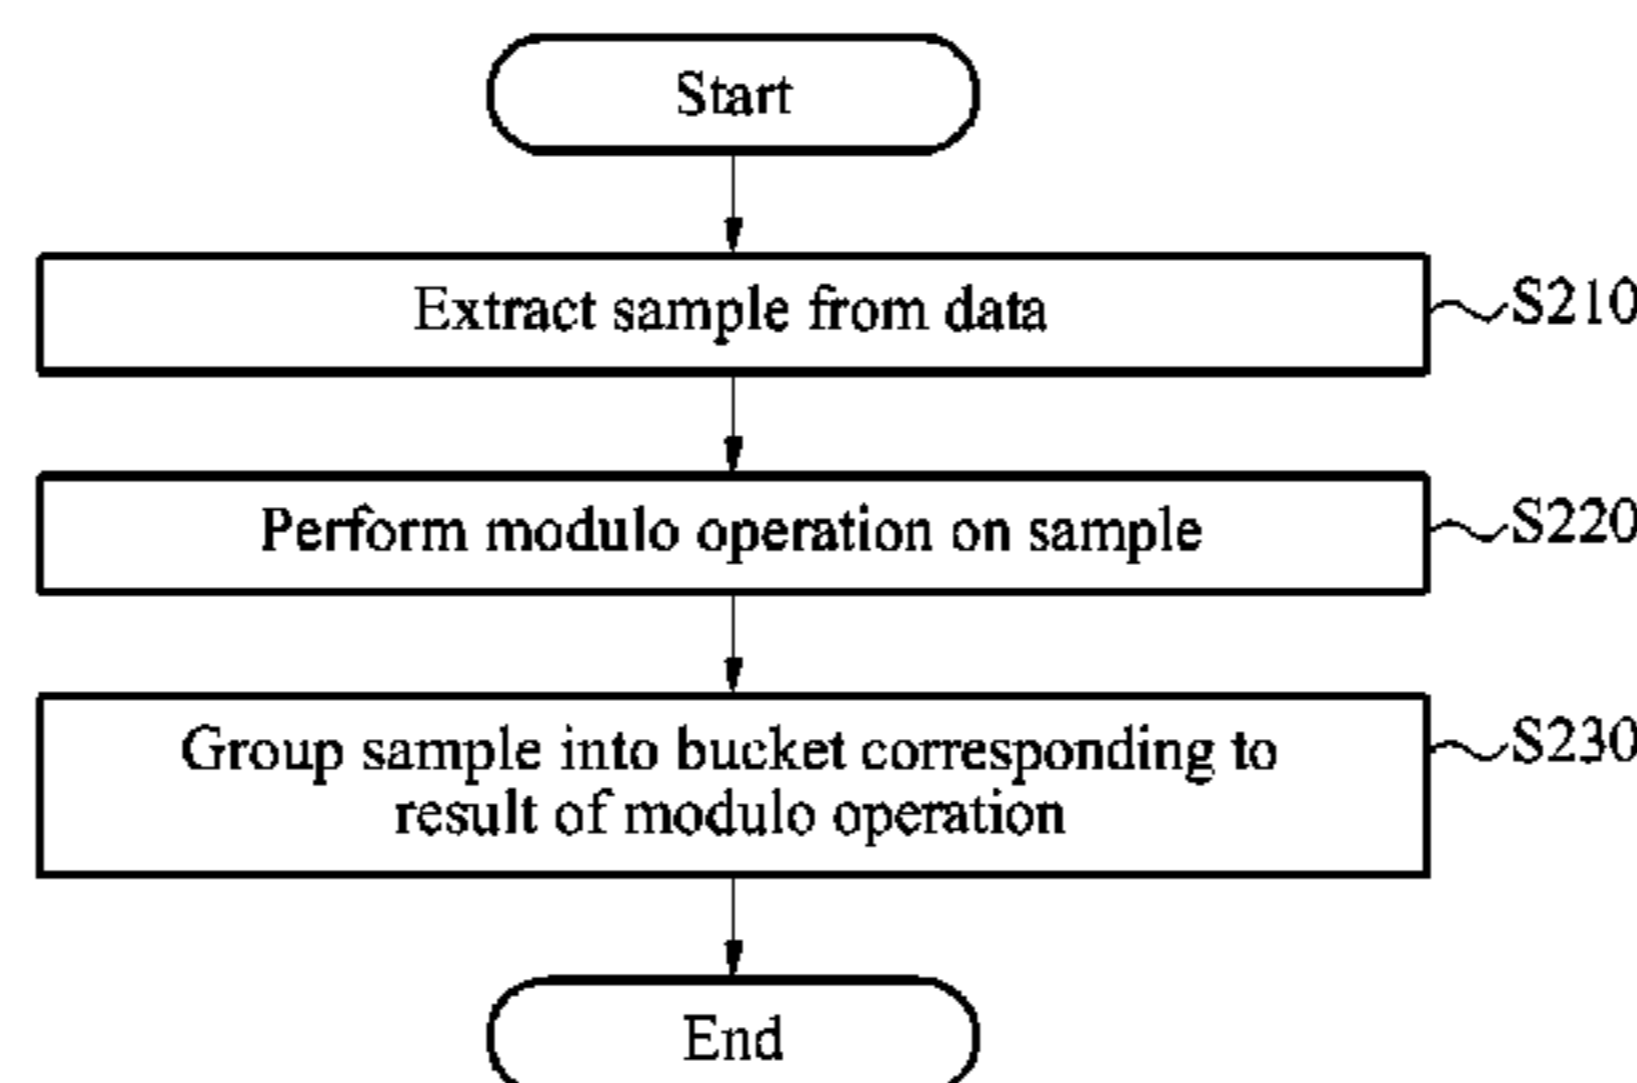 Start
Extract sample from data
S210
Perform modulo operation on sample
S220
Group sample into bucket corresponding to
result of modulo operation
S230
End